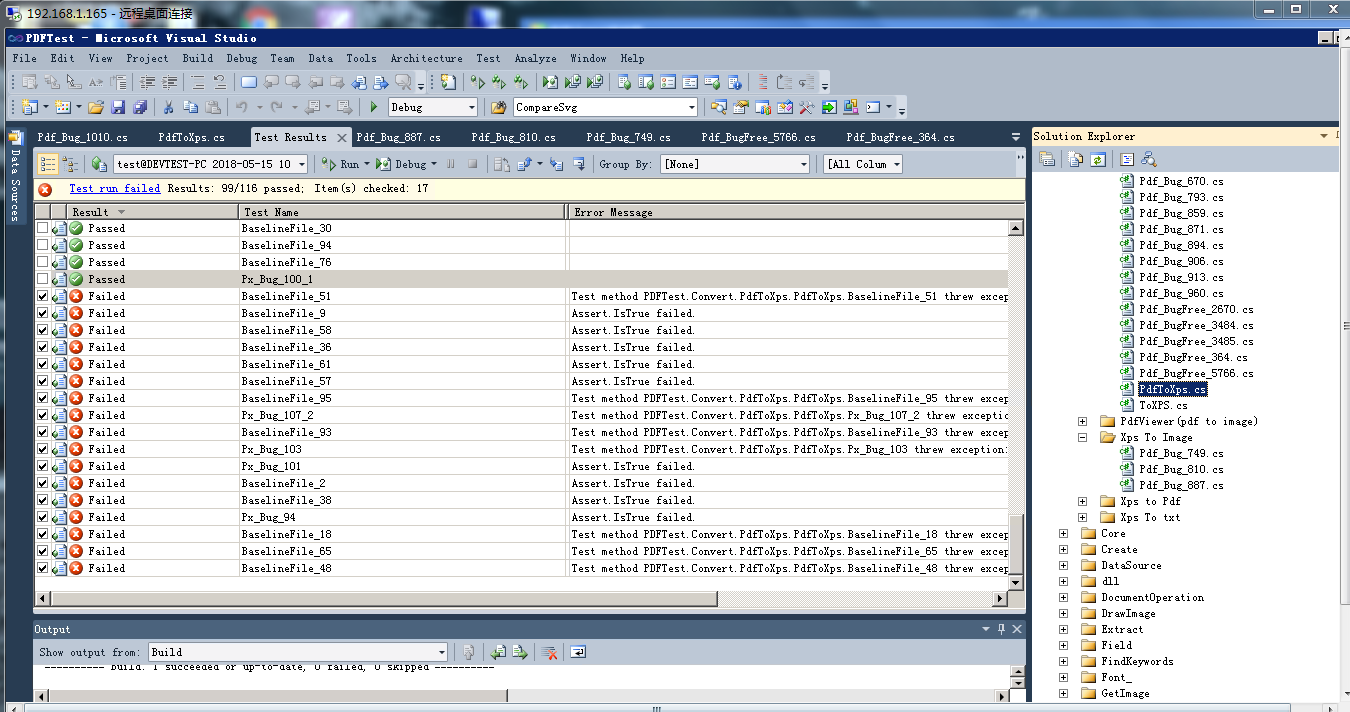 192.168.1.165 - 远程桌面连接
PDFTest - Microsoft Visual Studio
File Edit View Project Build Debug Team Data Tools Architecture Test Analyze Window Help
Debug CompareSvg
Pdf_Bug_1010.cs PdfToXps.cs Test Results Pdf_Bug_887.cs Pdf_Bug_810.cs Pdf_Bug_749.cs Pdf_BugFree_5766.cs Pdf_BugFree_364.cs
Data Sources
test@DEVTEST-PC 2018-05-15 10 Run Debug Group By: [None] [All Colum
Test run failed Results: 99/116 passed; Item(s) checked: 17
Result Test Name Error Message
Passed BaselineFile_30
Passed BaselineFile_94
Passed BaselineFile_76
Passed Px_Bug_100_1
Failed BaselineFile_51 Test method PDFTest.Convert.PdfToXps.PdfToXps.BaselineFile_51 threw excep
Failed BaselineFile_9 Assert.IsTrue failed.
Failed BaselineFile_58 Assert.IsTrue failed.
Failed BaselineFile_36 Assert.IsTrue failed.
Failed BaselineFile_61 Assert.IsTrue failed.
Failed BaselineFile_57 Assert.IsTrue failed.
Failed BaselineFile_95 Test method PDFTest.Convert.PdfToXps.PdfToXps.BaselineFile_95 threw excep
Failed Px_Bug_107_2 Test method PDFTest.Convert.PdfToXps.PdfToXps.Px_Bug_107_2 threw exceptio
Failed BaselineFile_93 Test method PDFTest.Convert.PdfToXps.PdfToXps.BaselineFile_93 threw excep
Failed Px_Bug_103 Test method PDFTest.Convert.PdfToXps.PdfToXps.Px_Bug_103 threw exception:
Failed Px_Bug_101 Assert.IsTrue failed.
Failed BaselineFile_2 Assert.IsTrue failed.
Failed BaselineFile_38 Assert.IsTrue failed.
Failed Px_Bug_94 Assert.IsTrue failed.
Failed BaselineFile_18 Test method PDFTest.Convert.PdfToXps.PdfToXps.BaselineFile_18 threw excep
Failed BaselineFile_65 Test method PDFTest.Convert.PdfToXps.PdfToXps.BaselineFile_65 threw excep
Failed BaselineFile_48 Test method PDFTest.Convert.PdfToXps.PdfToXps.BaselineFile_48 threw excep
Output
Show output from: Build
========== Build: 1 succeeded or up-to-date, 0 failed, 0 skipped ==========
Solution Explorer
Pdf_Bug_670.cs
Pdf_Bug_793.cs
Pdf_Bug_859.cs
Pdf_Bug_871.cs
Pdf_Bug_894.cs
Pdf_Bug_906.cs
Pdf_Bug_913.cs
Pdf_Bug_960.cs
Pdf_BugFree_2670.cs
Pdf_BugFree_3484.cs
Pdf_BugFree_3485.cs
Pdf_BugFree_364.cs
Pdf_BugFree_5766.cs
PdfToXps.cs
ToXPS.cs
PdfViewer(pdf to image)
Xps To Image
Pdf_Bug_749.cs
Pdf_Bug_810.cs
Pdf_Bug_887.cs
Xps to Pdf
Xps To txt
Core
Create
DataSource
dll
DocumentOperation
DrawImage
Extract
Field
FindKeywords
Font_
GetImage